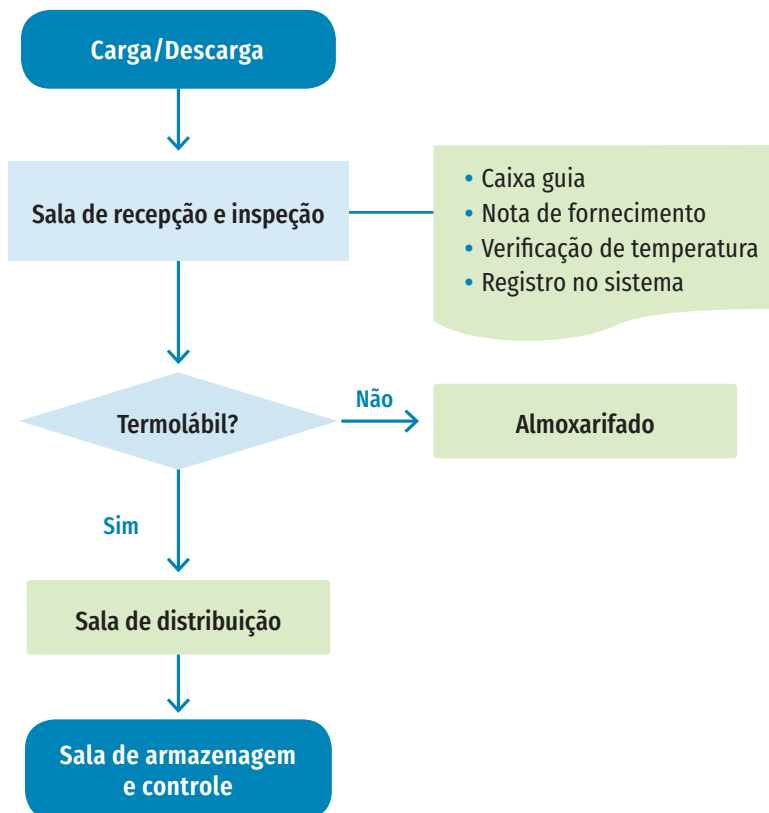 Carga/Descarga
Sala de recepção e inspeção
• Caixa guia
• Nota de fornecimento
• Verificação de temperatura
• Registro no sistema
Termolábil?
Não
Almoxarifado
Sim
Sala de distribuição
Sala de armazenagem
e controle